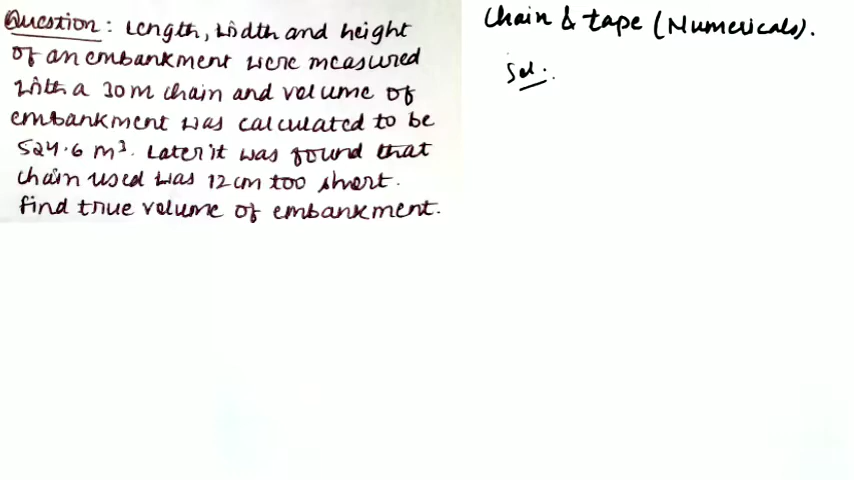 Question: Length, width and height
of an embankment were measured
with a 30m chain and volume of
embankment was calculated to be
524.6 m³. Later it was found that
chain used was 12cm too short.
Find true volume of embankment.
Chain & tape (Numericals).
Sol:.